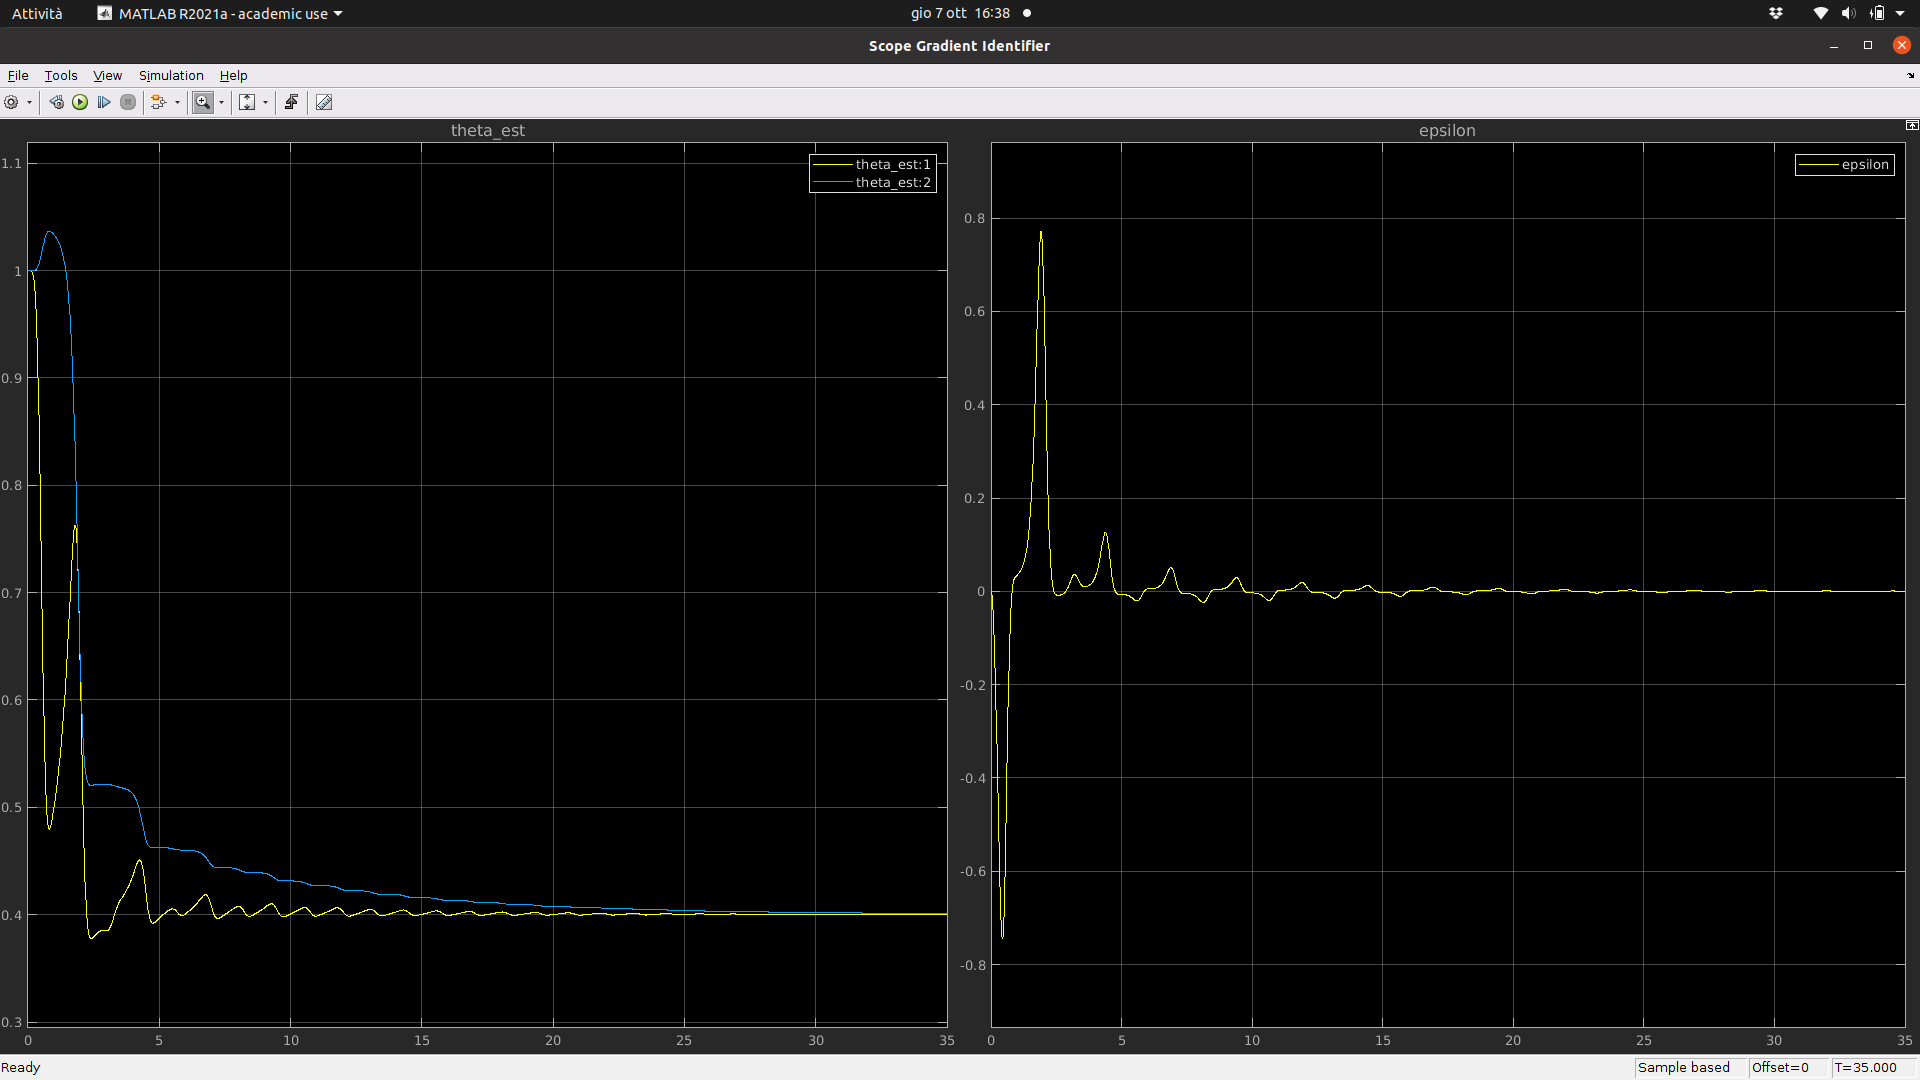 Attività MATLAB R2021a - academic use gio 7 ott 16:38
Scope Gradient Identifier
File Tools View Simulation Help
theta_est
1.1
1
0.9
0.8
0.7
0.6
0.5
0.4
0.3
0 5 10 15 20 25 30 35
theta_est:1
theta_est:2
epsilon
0.8
0.6
0.4
0.2
0
-0.2
-0.4
-0.6
-0.8
0 5 10 15 20 25 30 35
epsilon
Ready Sample based Offset=0 T=35.000